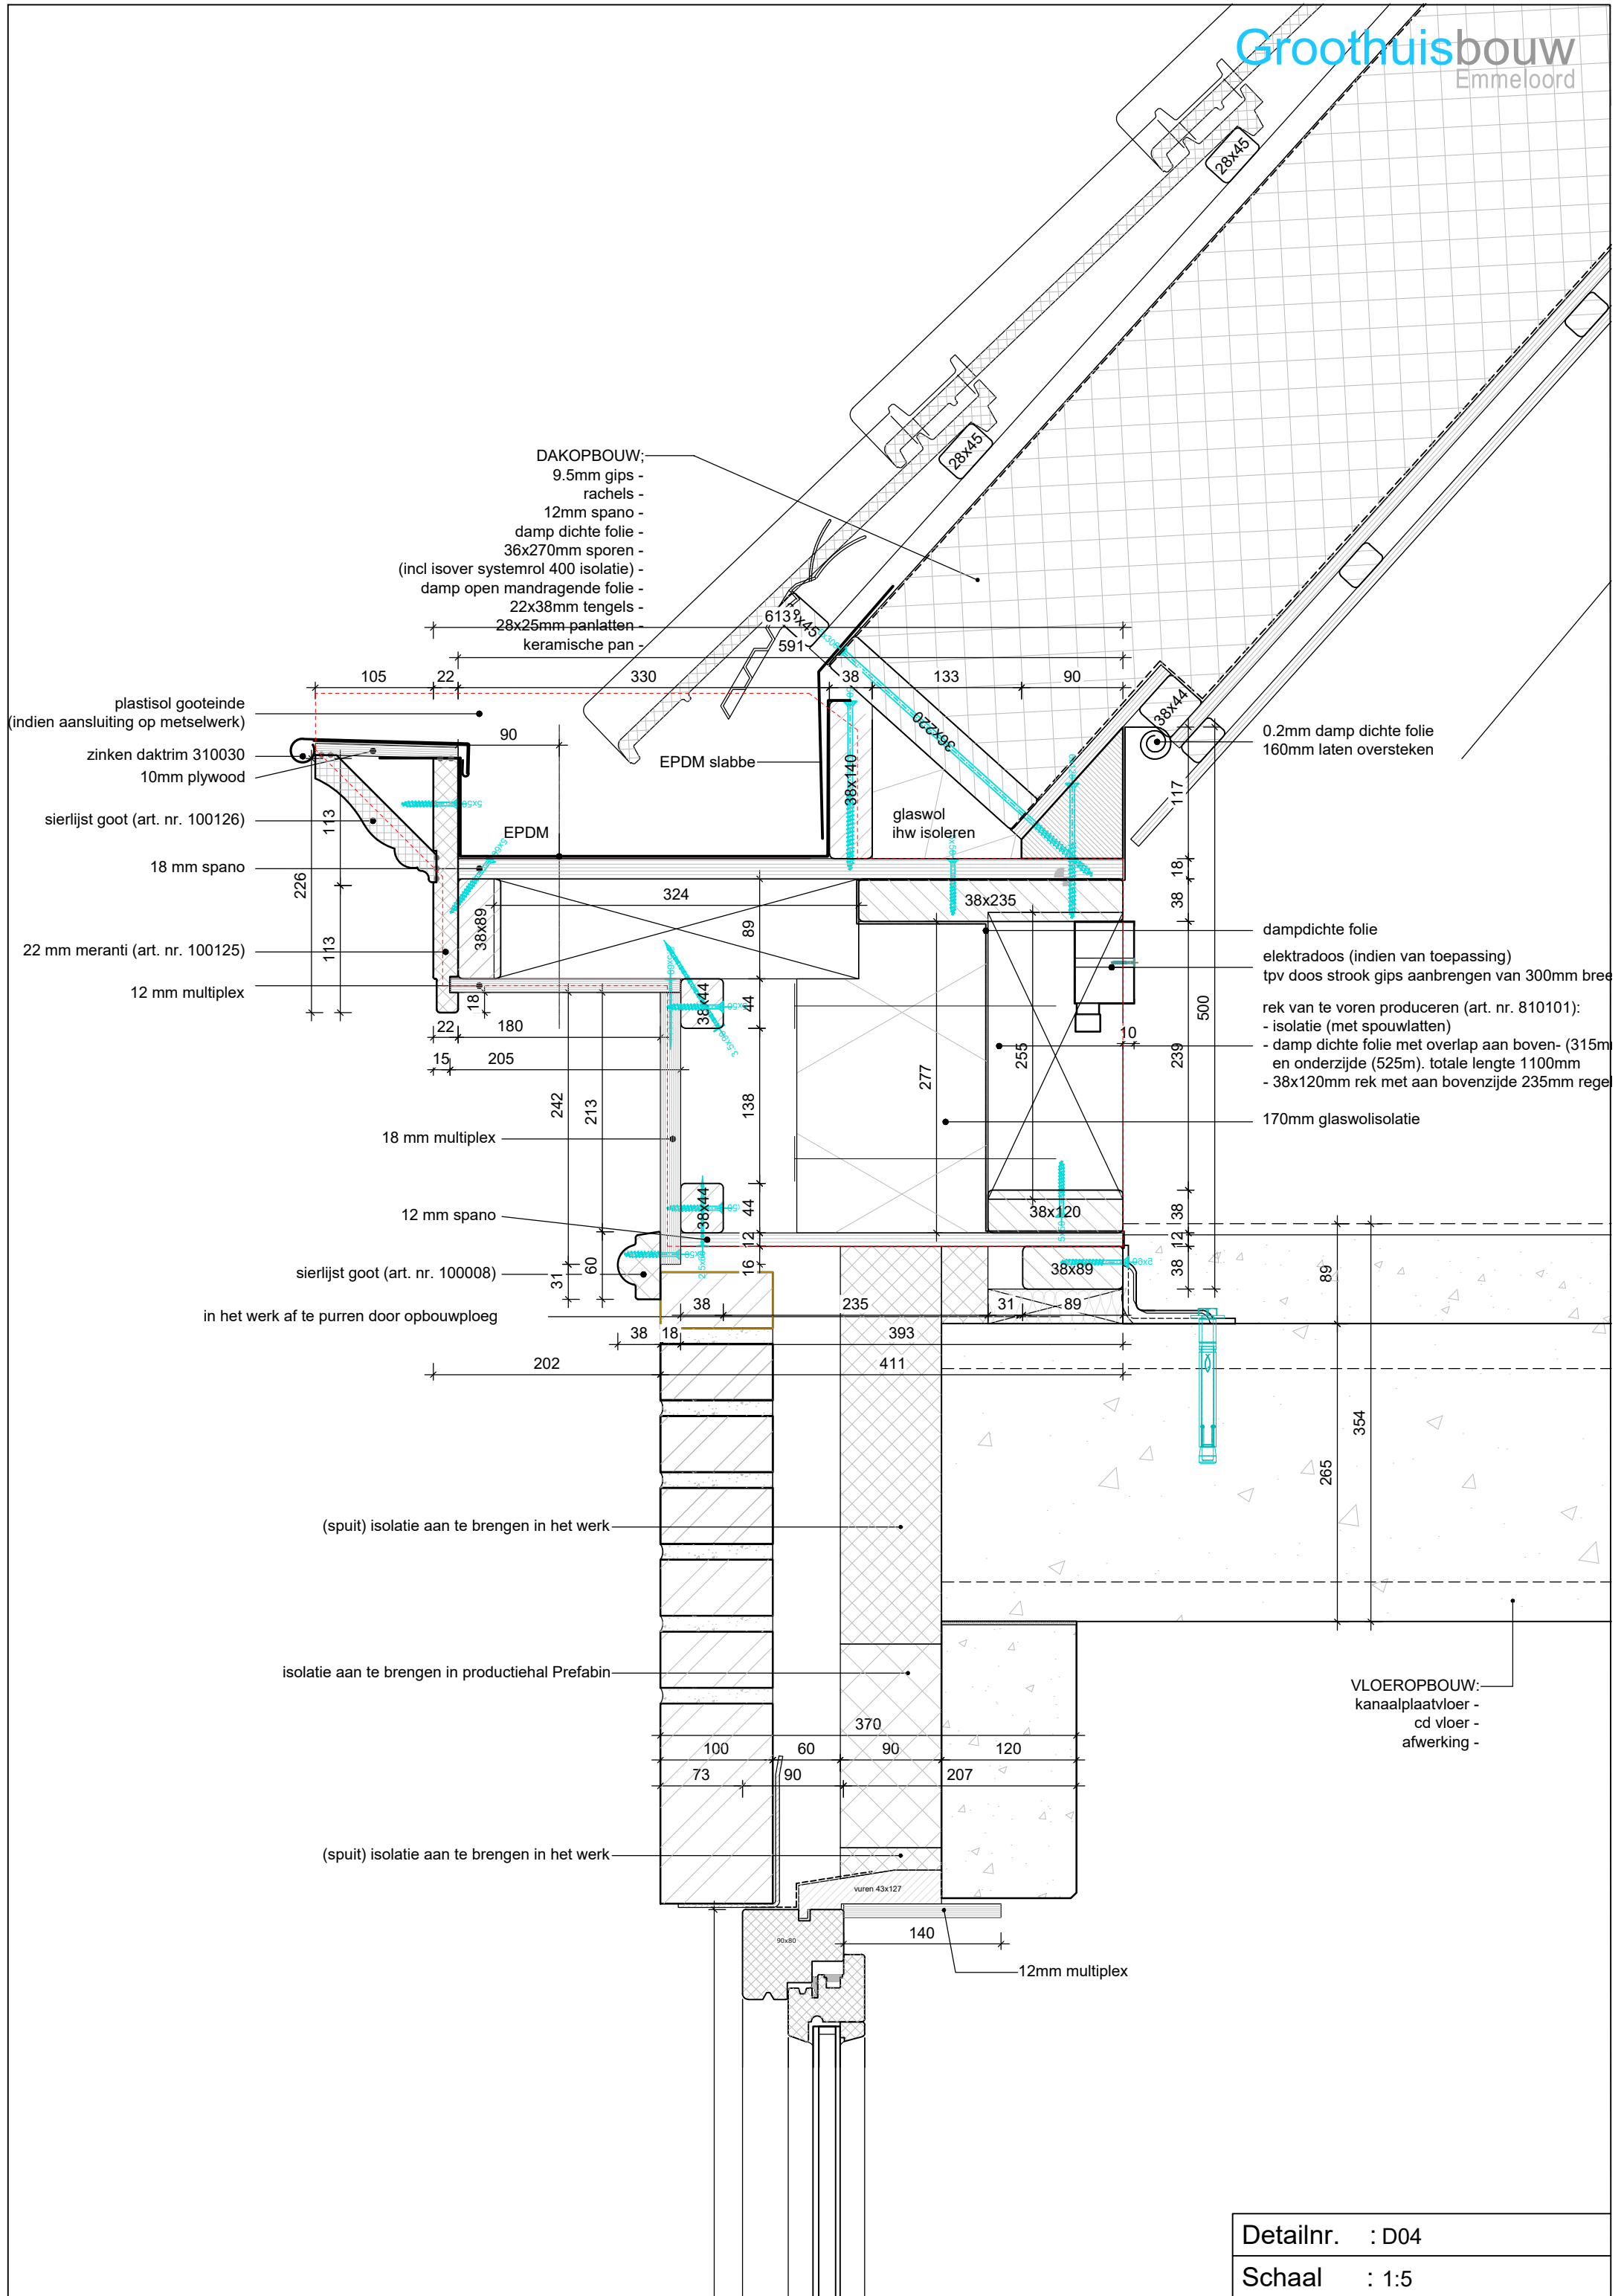 Groothuisbouw
Emmeloord
28x45
28x45
DAKOPBOUW;
9.5mm gips -
rachels -
12mm spano -
damp dichte folie -
36x270mm sporen -
(incl isover systemrol 400 isolatie) -
damp open mandragende folie -
22x38mm tengels -
28x25mm panlatten -
keramische pan -
613
591
105
22
330
38
133
90
plastisol gooteinde
(indien aansluiting op metselwerk)
zinken daktrim 310030
10mm plywood
sierlijst goot (art. nr. 100126)
18 mm spano
22 mm meranti (art. nr. 100125)
12 mm multiplex
90
EPDM slabbe
EPDM
38x140
36x220
38x44
glaswol
ihw isoleren
0.2mm damp dichte folie
160mm laten oversteken
117
18
38
226
113
113
324
38x89
89
38x235
dampdichte folie
elektradoos (indien van toepassing)
tpv doos strook gips aanbrengen van 300mm bree
rek van te voren produceren (art. nr. 810101):
- isolatie (met spouwlatten)
- damp dichte folie met overlap aan boven- (315m
en onderzijde (525m). totale lengte 1100mm
- 38x120mm rek met aan bovenzijde 235mm regel
170mm glaswolisolatie
18
22
180
15
205
38x44
44
10
500
239
255
277
242
213
138
18 mm multiplex
12 mm spano
38x44
44
38x120
38
12
12
16
38
38x89
sierlijst goot (art. nr. 100008)
31
60
in het werk af te purren door opbouwploeg
38
235
31
89
38
18
393
202
411
89
354
265
(spuit) isolatie aan te brengen in het werk
isolatie aan te brengen in productiehal Prefabin
VLOEROPBOUW:
kanaalplaatvloer -
cd vloer -
afwerking -
370
100
60
90
120
73
90
207
(spuit) isolatie aan te brengen in het werk
vuren 43x127
90x80
140
12mm multiplex
Detailnr. : D04
Schaal : 1:5